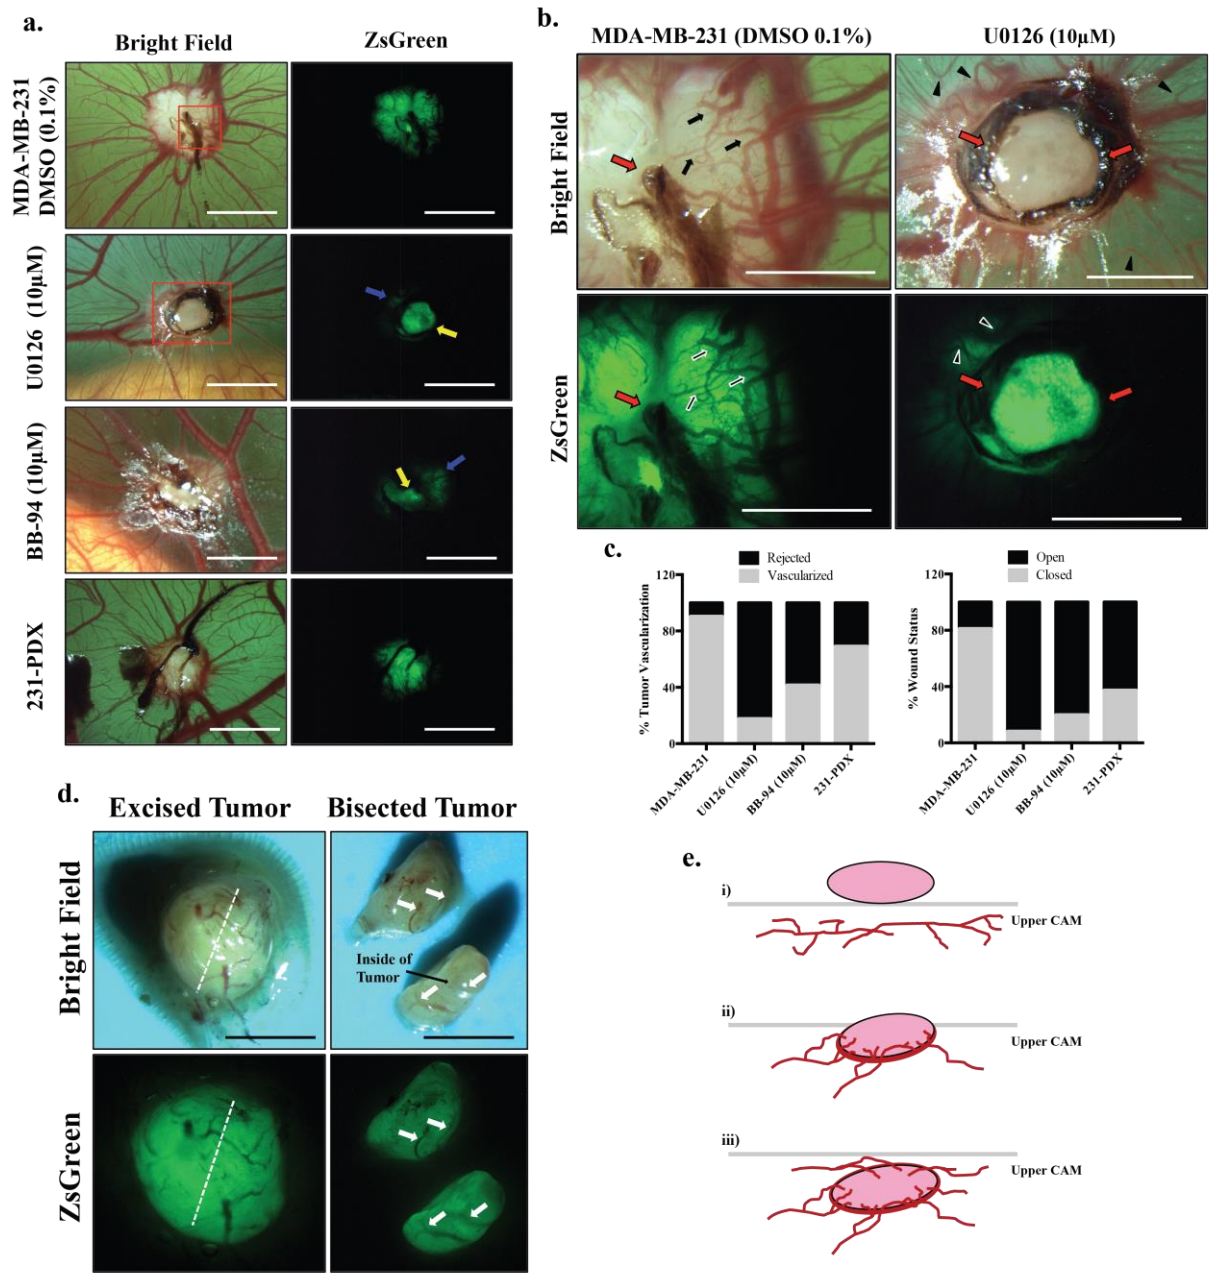 a.
Bright Field
ZsGreen
MDA-MB-231
DMSO (0.1%)
U0126 (10µM)
BB-94 (10µM)
231-PDX
b.
MDA-MB-231 (DMSO 0.1%)
U0126 (10µM)
Bright Field
ZsGreen
c.
Rejected
Vascularized
% Tumor Vascularization
120
80
40
0
MDA-MB-231
U0126 (10µM)
BB-94 (10µM)
231-PDX
Open
Closed
% Wound Status
120
80
40
0
MDA-MB-231
U0126 (10µM)
BB-94 (10µM)
231-PDX
d.
Excised Tumor
Bisected Tumor
Bright Field
Inside of
Tumor
ZsGreen
e.
i)
Upper CAM
ii)
Upper CAM
iii)
Upper CAM